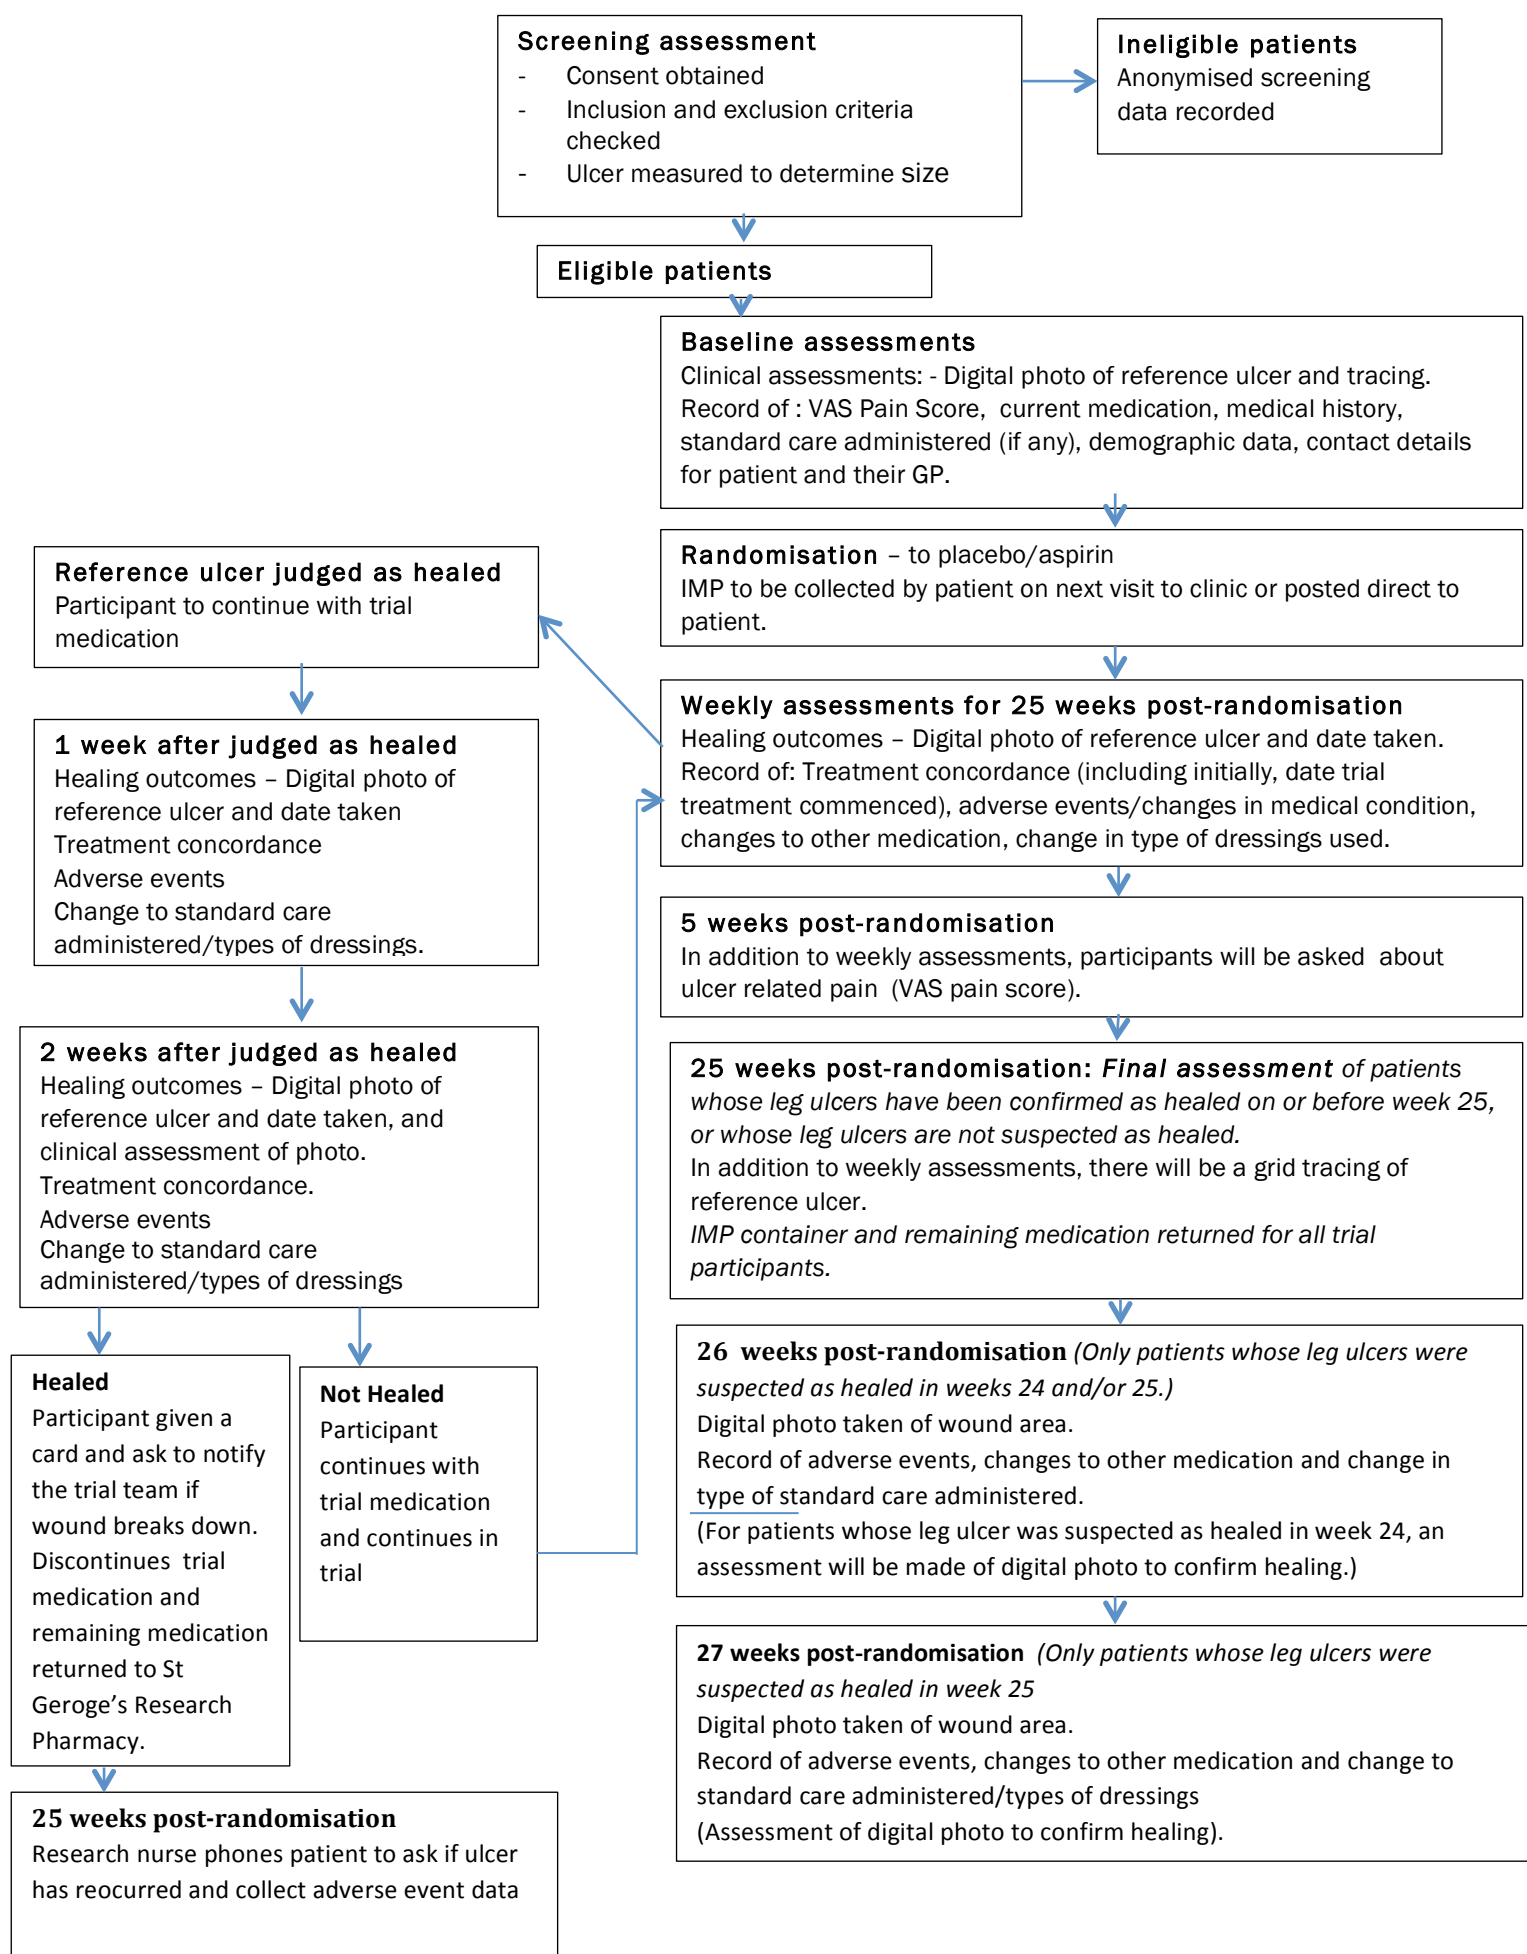 Screening assessment
- Consent obtained
- Inclusion and exclusion criteria
checked
- Ulcer measured to determine size
Ineligible patients
Anonymised screening
data recorded
Eligible patients
Baseline assessments
Clinical assessments: - Digital photo of reference ulcer and tracing.
Record of : VAS Pain Score, current medication, medical history,
standard care administered (if any), demographic data, contact details
for patient and their GP.
Randomisation – to placebo/aspirin
IMP to be collected by patient on next visit to clinic or posted direct to
patient.
Reference ulcer judged as healed
Participant to continue with trial
medication
Weekly assessments for 25 weeks post-randomisation
Healing outcomes – Digital photo of reference ulcer and date taken.
Record of: Treatment concordance (including initially, date trial
treatment commenced), adverse events/changes in medical condition,
changes to other medication, change in type of dressings used.
1 week after judged as healed
Healing outcomes – Digital photo of
reference ulcer and date taken
Treatment concordance
Adverse events
Change to standard care
administered/types of dressings.
5 weeks post-randomisation
In addition to weekly assessments, participants will be asked about
ulcer related pain (VAS pain score).
2 weeks after judged as healed
Healing outcomes – Digital photo of
reference ulcer and date taken, and
clinical assessment of photo.
Treatment concordance.
Adverse events
Change to standard care
administered/types of dressings
25 weeks post-randomisation: Final assessment of patients
whose leg ulcers have been confirmed as healed on or before week 25,
or whose leg ulcers are not suspected as healed.
In addition to weekly assessments, there will be a grid tracing of
reference ulcer.
IMP container and remaining medication returned for all trial
participants.
Healed
Participant given a
card and ask to notify
the trial team if
wound breaks down.
Discontinues trial
medication and
remaining medication
returned to St
Geroge's Research
Pharmacy.
Not Healed
Participant
continues with
trial medication
and continues in
trial
26 weeks post-randomisation (Only patients whose leg ulcers were
suspected as healed in weeks 24 and/or 25.)
Digital photo taken of wound area.
Record of adverse events, changes to other medication and change in
type of standard care administered.
(For patients whose leg ulcer was suspected as healed in week 24, an
assessment will be made of digital photo to confirm healing.)
27 weeks post-randomisation (Only patients whose leg ulcers were
suspected as healed in week 25
Digital photo taken of wound area.
Record of adverse events, changes to other medication and change to
standard care administered/types of dressings
(Assessment of digital photo to confirm healing).
25 weeks post-randomisation
Research nurse phones patient to ask if ulcer
has reocurred and collect adverse event data